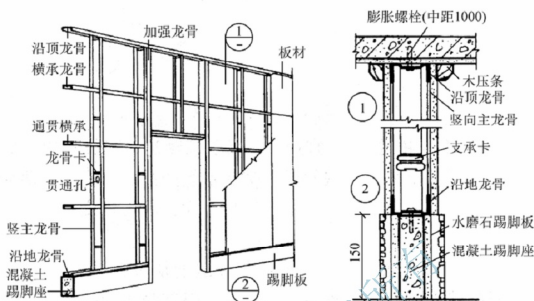 加强龙骨
沿顶龙骨
横承龙骨
通贯横承
龙骨卡
贯通孔
竖主龙骨
沿地龙骨
混凝土
踢脚座
1
—
板材
2
—
踢脚板
膨胀螺栓(中距1000)
木压条
沿顶龙骨
1
竖向主龙骨
支承卡
2
沿地龙骨
水磨石踢脚板
混凝土踢脚座
150